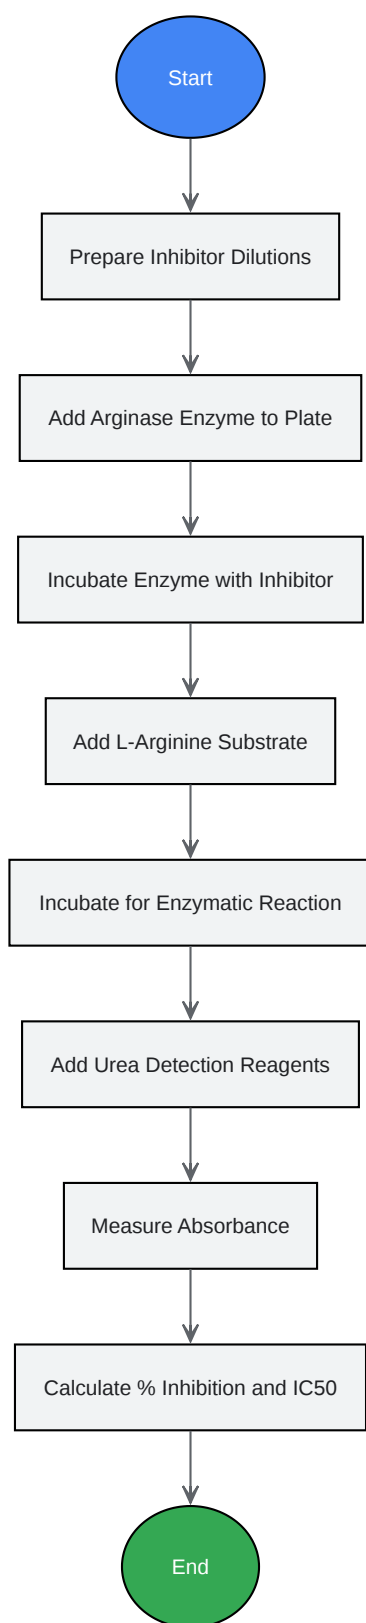 Start
Prepare Inhibitor Dilutions
Add Arginase Enzyme to Plate
Incubate Enzyme with Inhibitor
Add L-Arginine Substrate
Incubate for Enzymatic Reaction
Add Urea Detection Reagents
Measure Absorbance
Calculate % Inhibition and IC50
End